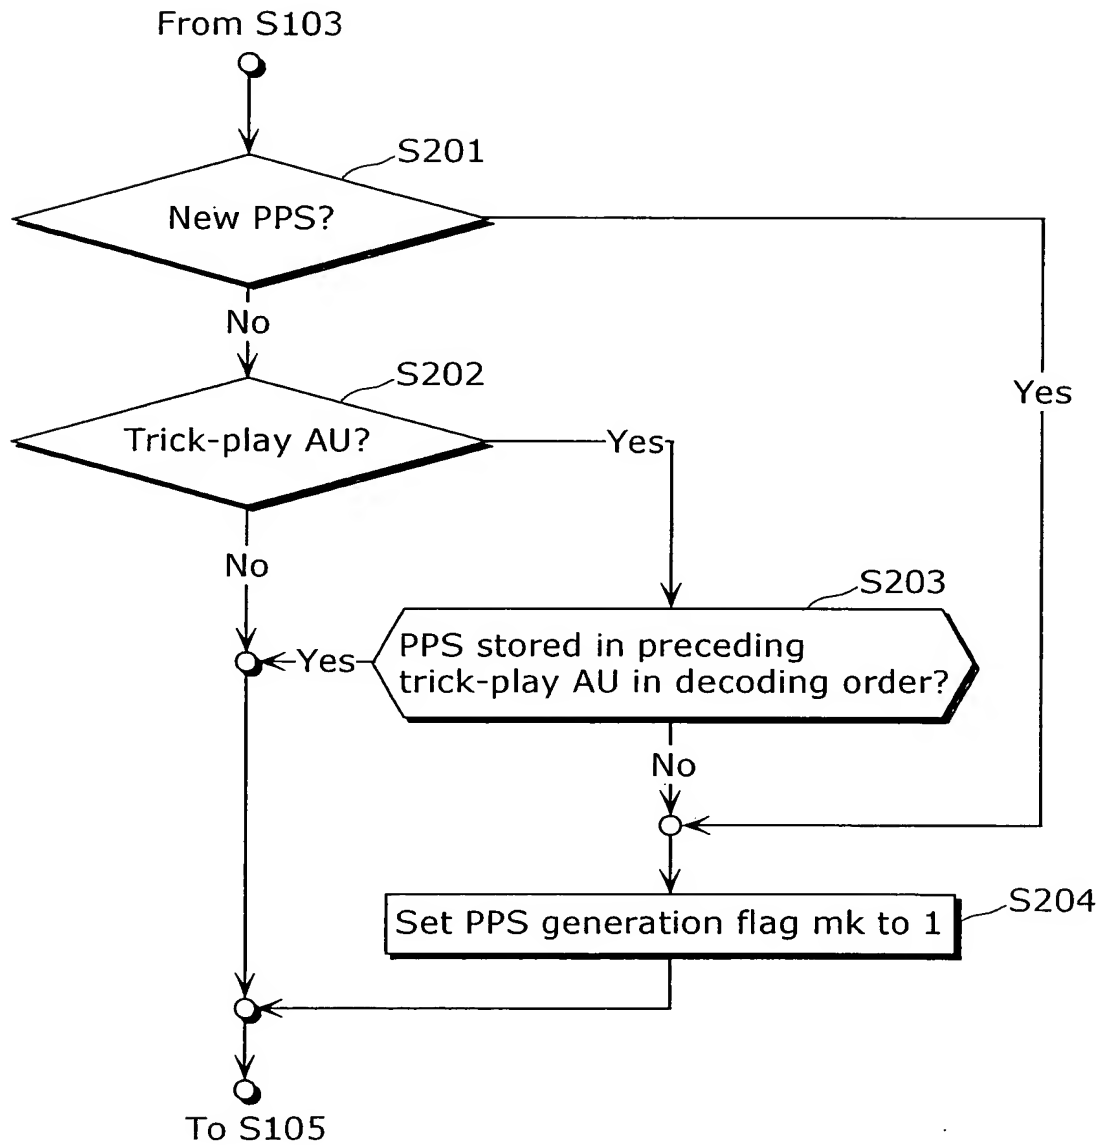 From S103
S201
New PPS?
No
Yes
S202
Trick-play AU?
Yes
No
S203
PPS stored in preceding
trick-play AU in decoding order?
Yes
No
S204
Set PPS generation flag mk to 1
To S105